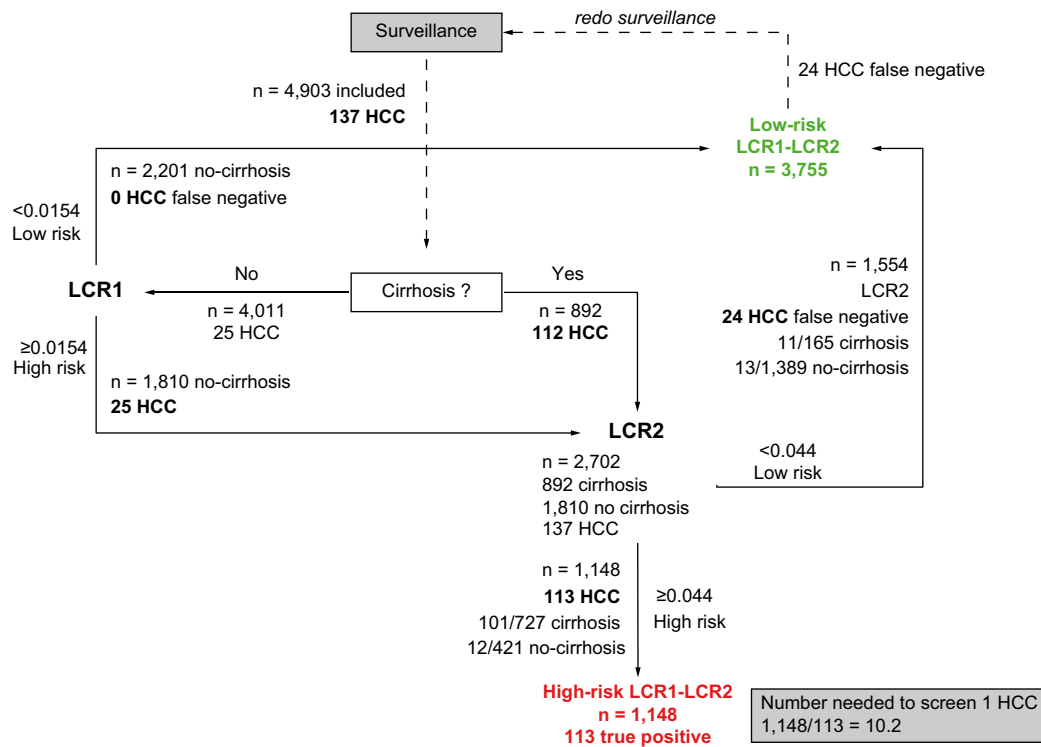 Surveillance
redo surveillance
24 HCC false negative
n = 4,903 included
137 HCC
Low-risk
LCR1-LCR2
n = 3,755
n = 2,201 no-cirrhosis
0 HCC false negative
<0.0154
Low risk
LCR1
No
Cirrhosis ?
Yes
n = 4,011
25 HCC
n = 892
112 HCC
n = 1,554
LCR2
24 HCC false negative
11/165 cirrhosis
13/1,389 no-cirrhosis
≥0.0154
High risk
n = 1,810 no-cirrhosis
25 HCC
LCR2
<0.044
Low risk
n = 2,702
892 cirrhosis
1,810 no cirrhosis
137 HCC
n = 1,148
113 HCC
101/727 cirrhosis
12/421 no-cirrhosis
≥0.044
High risk
High-risk LCR1-LCR2
n = 1,148
113 true positive
Number needed to screen 1 HCC
1,148/113 = 10.2